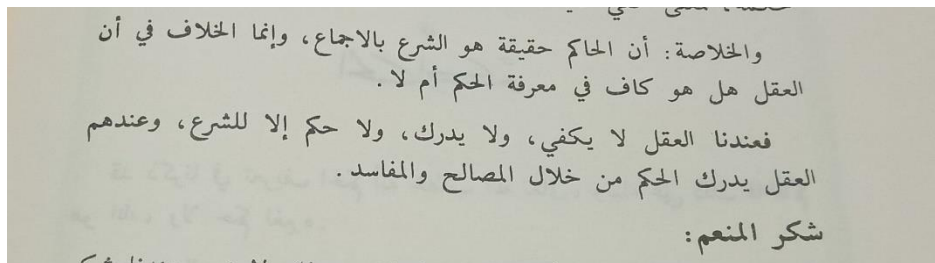 والخلاصة: أن الحاكم حقيقة هو الشرع بالاجماع، وإنما الخلاف في أن
العقل هل هو كاف في معرفة الحكم أم لا.
فعندنا العقل لا يكفي، ولا يدرك، ولا حكم إلا للشرع، وعندهم
العقل يدرك الحكم من خلال المصالح والمفاسد.
شكر المنعم: